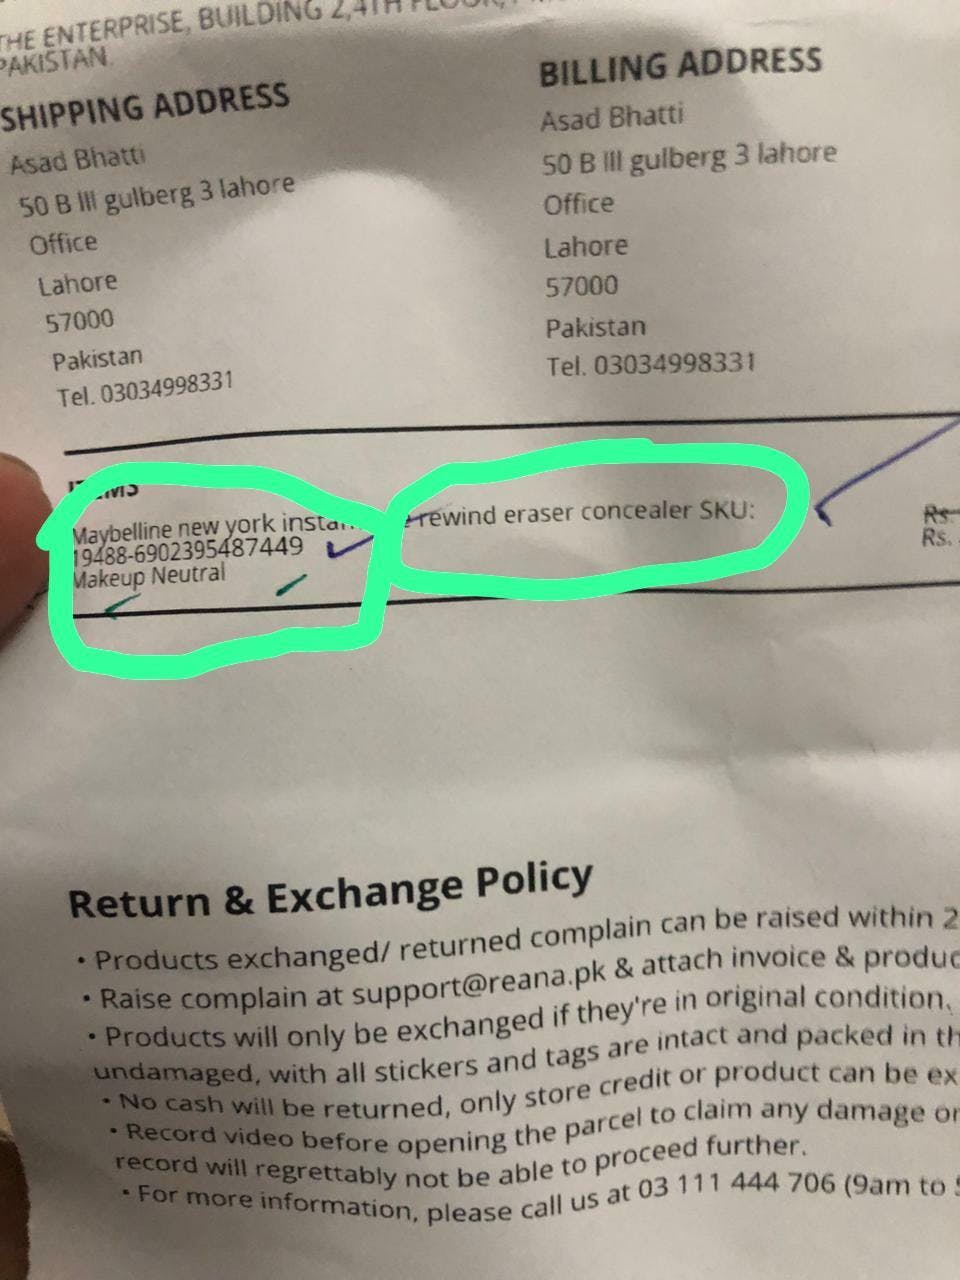 THE ENTERPRISE, BUILDING 2,4TH FLOOR,
PAKISTAN.
SHIPPING ADDRESS
Asad Bhatti
50 B III gulberg 3 lahore
Office
Lahore
57000
Pakistan
Tel. 03034998331
BILLING ADDRESS
Asad Bhatti
50 B III gulberg 3 lahore
Office
Lahore
57000
Pakistan
Tel. 03034998331
ITEMS
Maybelline new york rewind eraser concealer SKU:
19488-6902395487449
Makeup Neutral
Rs.
Rs.
Return & Exchange Policy
• Products exchanged/ returned complain can be raised within 2
• Raise complain at support@reana.pk & attach invoice &
• Products will only be exchanged if they're in original condition,
undamaged, with all stickers and tags are intact and packed in
• No cash will be returned, only store credit or product can be
• Record video before opening the parcel to claim any damage
record will regrettably not be able to proceed further.
• For more information, please call us at 03 111 444 706 (9am to